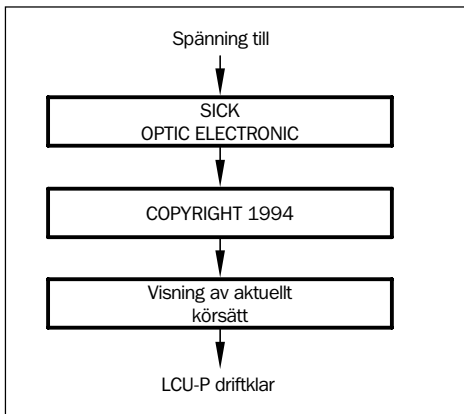 Spänning till
SICK
OPTIC ELECTRONIC
COPYRIGHT 1994
Visning av aktuellt
körsätt
LCU-P driftklar